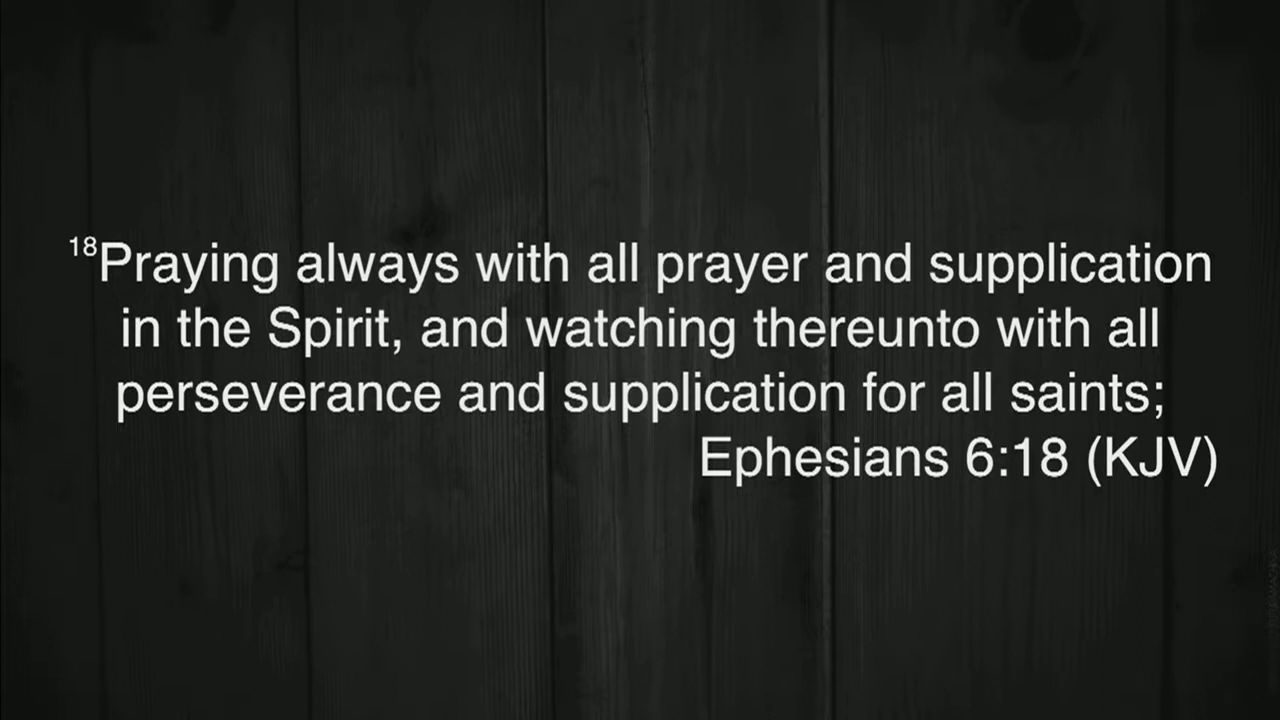 18Praying always with all prayer and supplication
in the Spirit, and watching thereunto with all
perseverance and supplication for all saints;
Ephesians 6:18 (KJV)